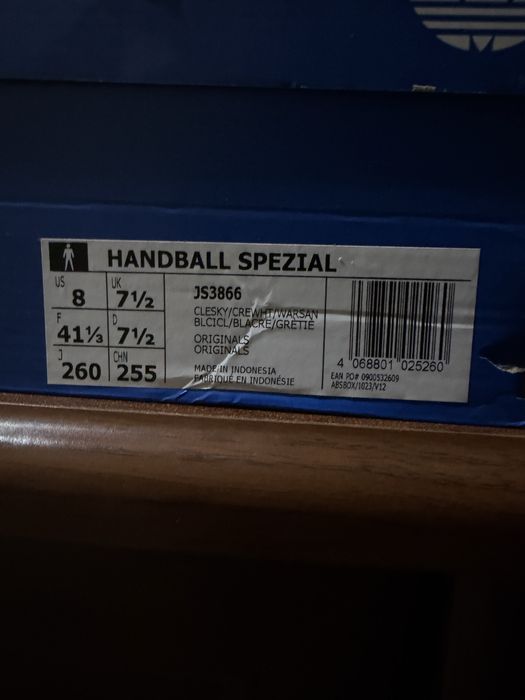 HANDBALL SPEZIAL
US 8 UK 7½
F 41⅓ D 7½
J 260 CHN 255
JS3866
CLESKY/CREWHT/WARSAN
BLCICL/BLACRE/GRETIE
ORIGINALS
ORIGINALS
MADE IN INDONESIA
FABRIQUÉ EN INDONÉSIE
4 068801 025260
EAN PO# 0900532609
ABSBOX/1023/V12